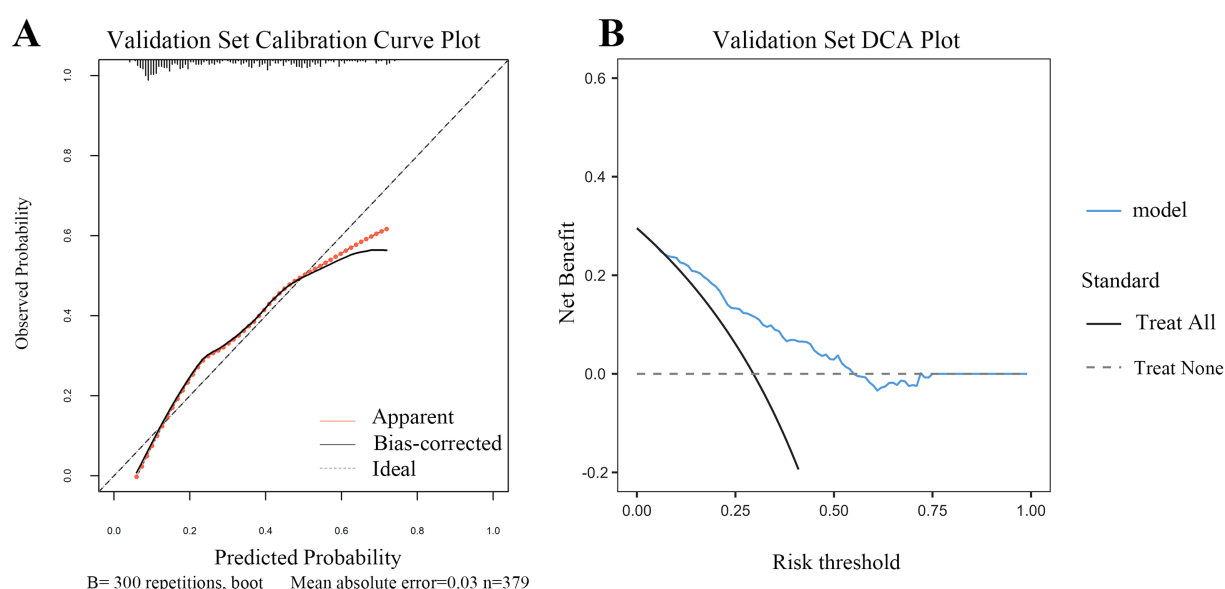 A
Validation Set Calibration Curve Plot
Observed Probability
1.0
0.8
0.6
0.4
0.2
0.0
Apparent
Bias-corrected
Ideal
0.0 0.2 0.4 0.6 0.8 1.0
Predicted Probability
B= 300 repetitions, boot Mean absolute error=0.03 n=379
B
Validation Set DCA Plot
Net Benefit
0.6
0.4
0.2
0.0
-0.2
0.00 0.25 0.50 0.75 1.00
Risk threshold
model
Standard
Treat All
Treat None